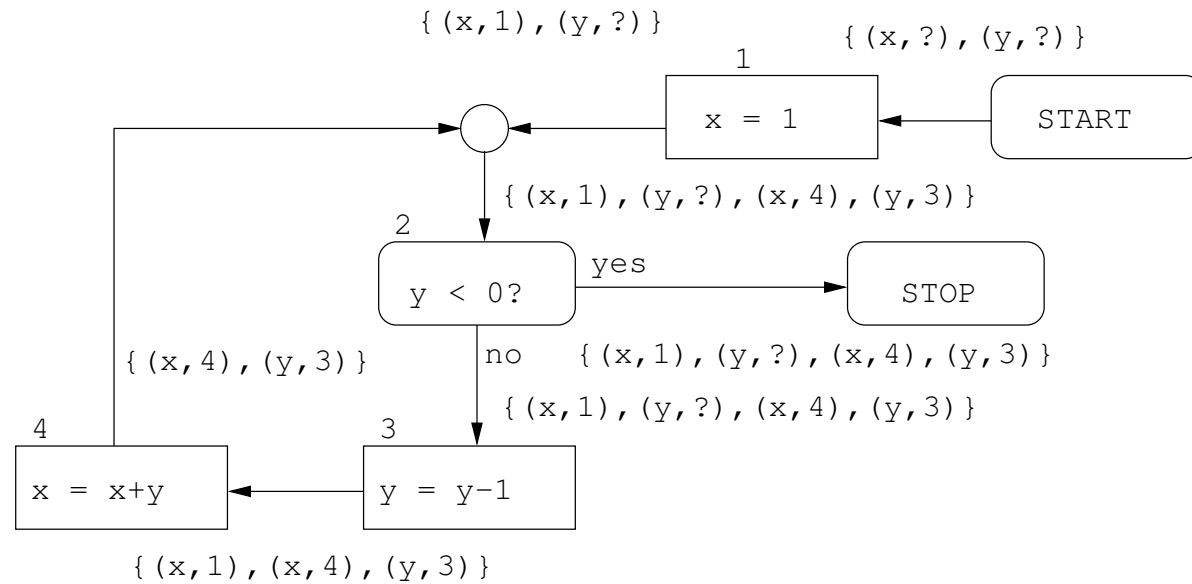 {(x,1),(y,?)}
{(x,?),(y,?)}
1
x = 1
START
{(x,1),(y,?),(x,4),(y,3)}
2
y < 0?
yes
STOP
no
{(x,4),(y,3)}
{(x,1),(y,?),(x,4),(y,3)}
{(x,1),(y,?),(x,4),(y,3)}
4
x = x+y
3
y = y-1
{(x,1),(x,4),(y,3)}